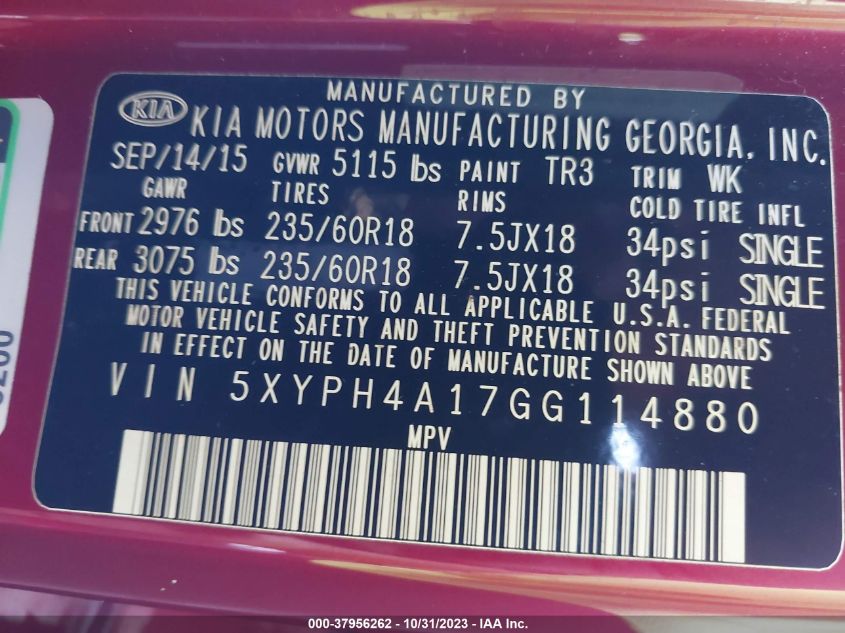 MANUFACTURED BY
KIA KIA MOTORS MANUFACTURING GEORGIA, INC.
SEP/14/15 GVWR 5115 lbs PAINT TR3 TRIM WK
GAWR TIRES RIMS COLD TIRE INFL
FRONT 2976 lbs 235/60R18 7.5JX18 34psi SINGLE
REAR 3075 lbs 235/60R18 7.5JX18 34psi SINGLE
THIS VEHICLE CONFORMS TO ALL APPLICABLE U.S.A. FEDERAL
MOTOR VEHICLE SAFETY AND THEFT PREVENTION STANDARDS
IN EFFECT ON THE DATE OF MANUFACTURE SHOWN ABOVE
VIN 5XYPH4A17GG114880
MPV
000-37956262 - 10/31/2023 - IAA Inc.